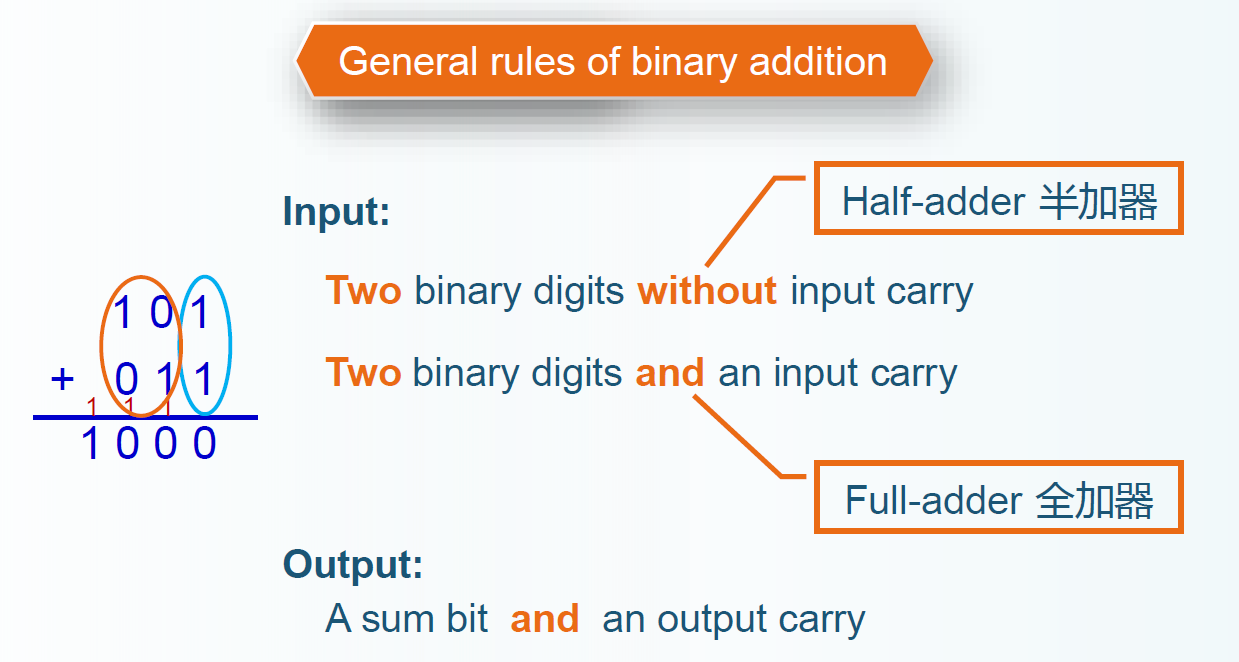 General rules of binary addition
Half-adder 半加器
Input:
Two binary digits without input carry
1 0 1
+ 0 1 1
1 1 1
1 0 0 0
Two binary digits and an input carry
Full-adder 全加器
Output:
A sum bit and an output carry